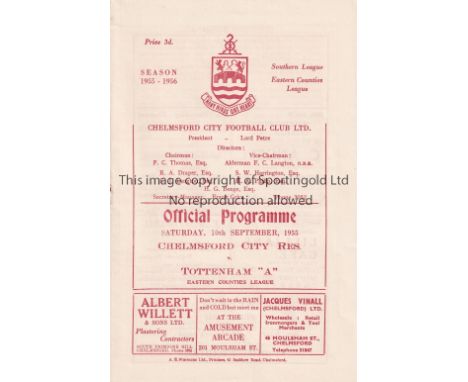 Price 3d.
SEASON
1955 - 1956
Southern League
Eastern Counties
League
CHELMSFORD CITY FOOTBALL CLUB LTD.
President - Lord Petre
Directors:
Chairman: Vice-Chairman:
P. C. Thomas, Esq. Alderman F. C. Langton, O.B.E.
R. A. Draper, Esq. S. W. Harrington, Esq.
This image is copyright of sportingold Ltd
No reproduction allowed
H. G. Benge, Esq.
Official Programme
SATURDAY, 10th SEPTEMBER, 1955
CHELMSFORD CITY RES.
v.
TOTTENHAM "A"
EASTERN COUNTIES LEAGUE
ALBERT
WILLETT
& SONS LTD.
Plastering
Contractors
CHELMSFORD
Don't wait in the RAIN
and COLD but meet me
AT THE
AMUSEMENT
ARCADE
MOULSHAM ST.
JACQUES VINALL
(CHELMSFORD) LTD.
Wholesale : Retail
Ironmongers & Tool
Merchants
MOULSHAM ST.
CHELMSFORD
Telephone
Chelmsford.